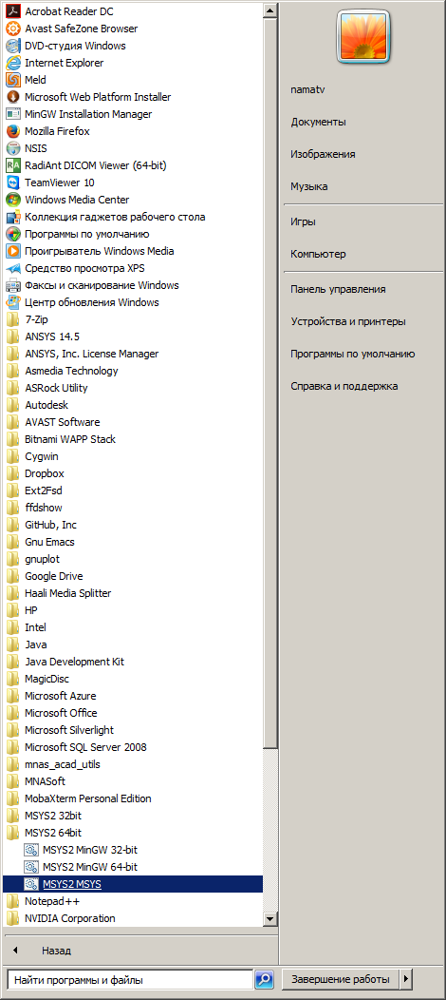 Acrobat Reader DC
Avast SafeZone Browser
DVD-студия Windows
Internet Explorer
Meld
Microsoft Web Platform Installer
MinGW Installation Manager
Mozilla Firefox
NSIS
RadiAnt DICOM Viewer (64-bit)
TeamViewer 10
Windows Media Center
Коллекция гаджетов рабочего стола
Программы по умолчанию
Проигрыватель Windows Media
Средство просмотра XPS
Факсы и сканирование Windows
Центр обновления Windows
7-Zip
ANSYS 14.5
ANSYS, Inc. License Manager
Asmedia Technology
ASRock Utility
Autodesk
AVAST Software
Bitnami WAPP Stack
Cygwin
Dropbox
Ext2Fsd
ffdshow
GitHub, Inc
Gnu Emacs
gnuplot
Google Drive
Haali Media Splitter
HP
Intel
Java
Java Development Kit
MagicDisc
Microsoft Azure
Microsoft Office
Microsoft Silverlight
Microsoft SQL Server 2008
mnas_acad_utils
MNASoft
MobaXterm Personal Edition
MSYS2 32bit
MSYS2 64bit
MSYS2 MinGW 32-bit
MSYS2 MinGW 64-bit
MSYS2 MSYS
Notepad++
NVIDIA Corporation
Назад
Найти программы и файлы
namatv
Документы
Изображения
Музыка
Игры
Компьютер
Панель управления
Устройства и принтеры
Программы по умолчанию
Справка и поддержка
Завершение работы